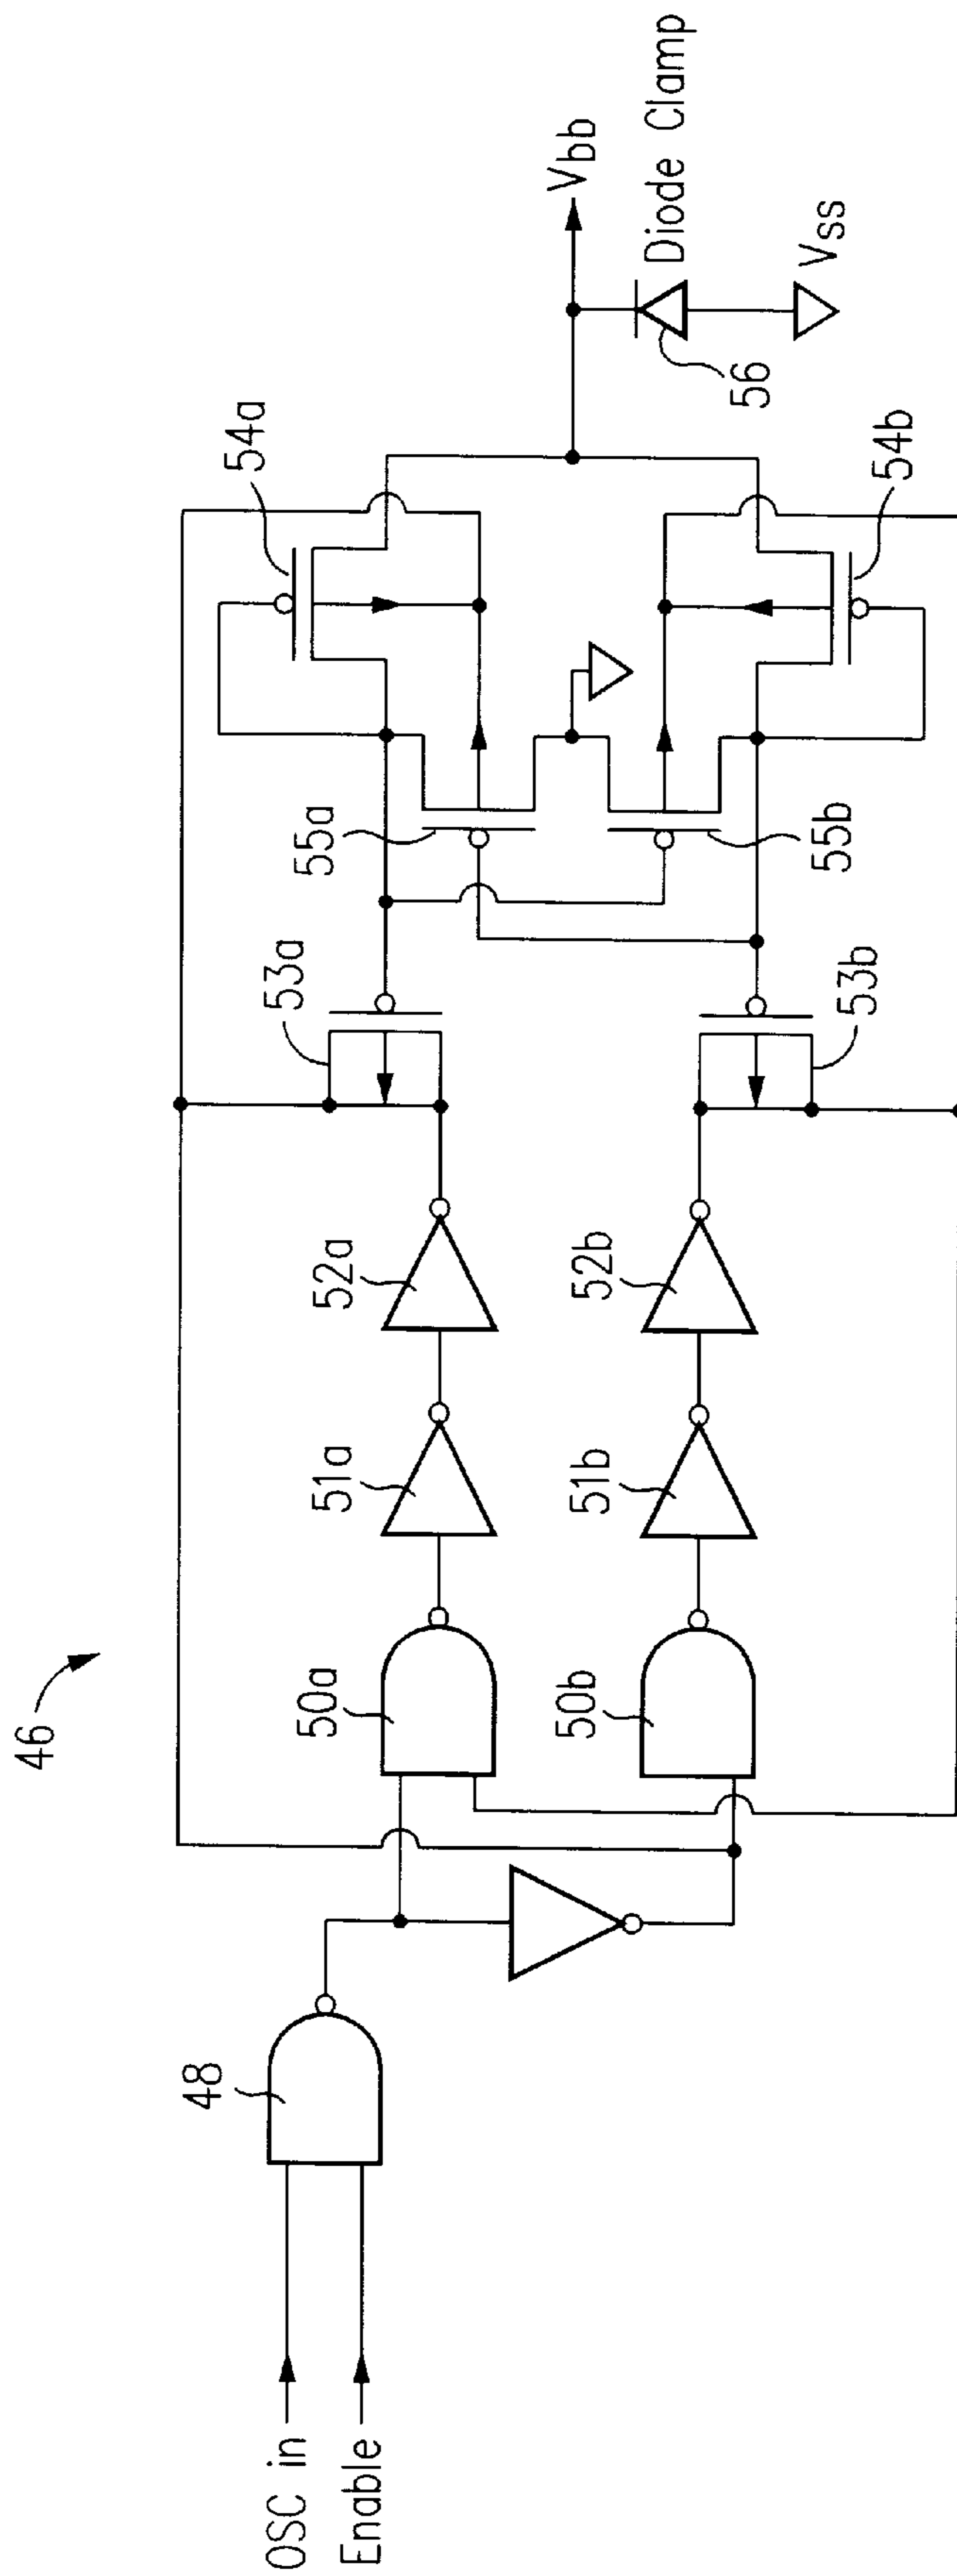 46
OSC in
Enable
48
50a
51a
52a
53a
54a
55a
50b
51b
52b
53b
55b
54b
Vbb
56
Diode Clamp
Vss